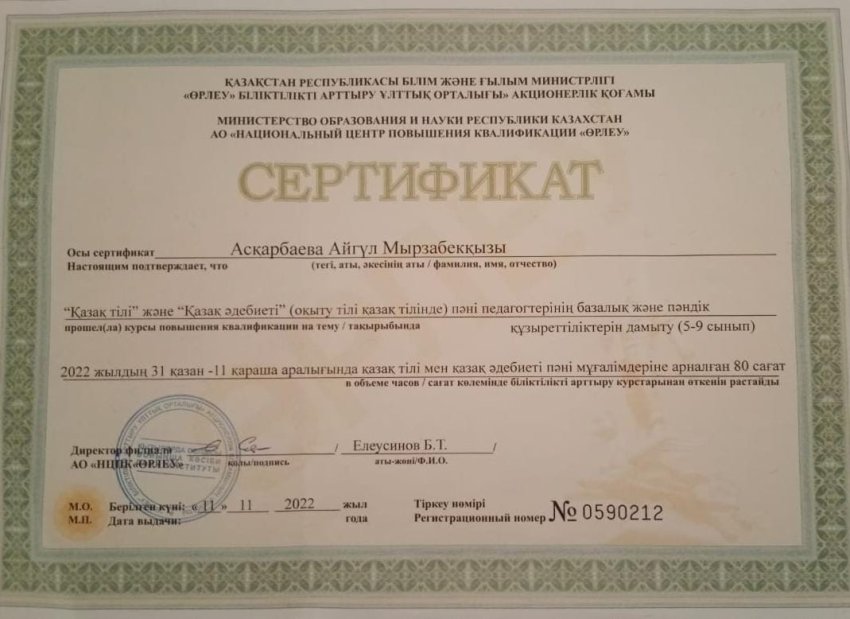 ҚАЗАҚСТАН РЕСПУБЛИКАСЫ БІЛІМ ЖӘНЕ ҒЫЛЫМ МИНИСТРЛІГІ
«ӨРЛЕУ» БІЛІКТІЛІКТІ АРТТЫРУ ҰЛТТЫҚ ОРТАЛЫҒЫ» АКЦИОНЕРЛІК ҚОҒАМЫ
МИНИСТЕРСТВО ОБРАЗОВАНИЯ И НАУКИ РЕСПУБЛИКИ КАЗАХСТАН
АО «НАЦИОНАЛЬНЫЙ ЦЕНТР ПОВЫШЕНИЯ КВАЛИФИКАЦИИ «ӨРЛЕУ»
СЕРТИФИКАТ
Осы сертификат Асқарбаева Айгүл Мырзабекқызы
Настоящим подтверждает, что (тегі, аты, әкесінің аты / фамилия, имя, отчество)
“Қазақ тілі” және “Қазақ әдебиеті” (оқыту тілі қазақ тілінде) пәні педагогтерінің базалық және пәндік
прошел(ла) курсы повышения квалификации на тему / тақырыбында құзыреттіліктерін дамыту (5-9 сынып)
2022 жылдың 31 қазан -11 қараша аралығында қазақ тілі мен қазақ әдебиеті пәні мұғалімдеріне арналған 80 сағат
в объеме часов / сағат көлемінде біліктілікті арттыру курстарынан өткенін растайды
Директор филиала / Елеусинов Б.Т. /
АО «НЦПК«ӨРЛЕУ» қолы/подпись аты-жөні/Ф.И.О.
М.О. Берілген күні: « 11 » 11 2022 жыл Тіркеу нөмірі
М.П. Дата выдачи: года Регистрационный номер № 0590212